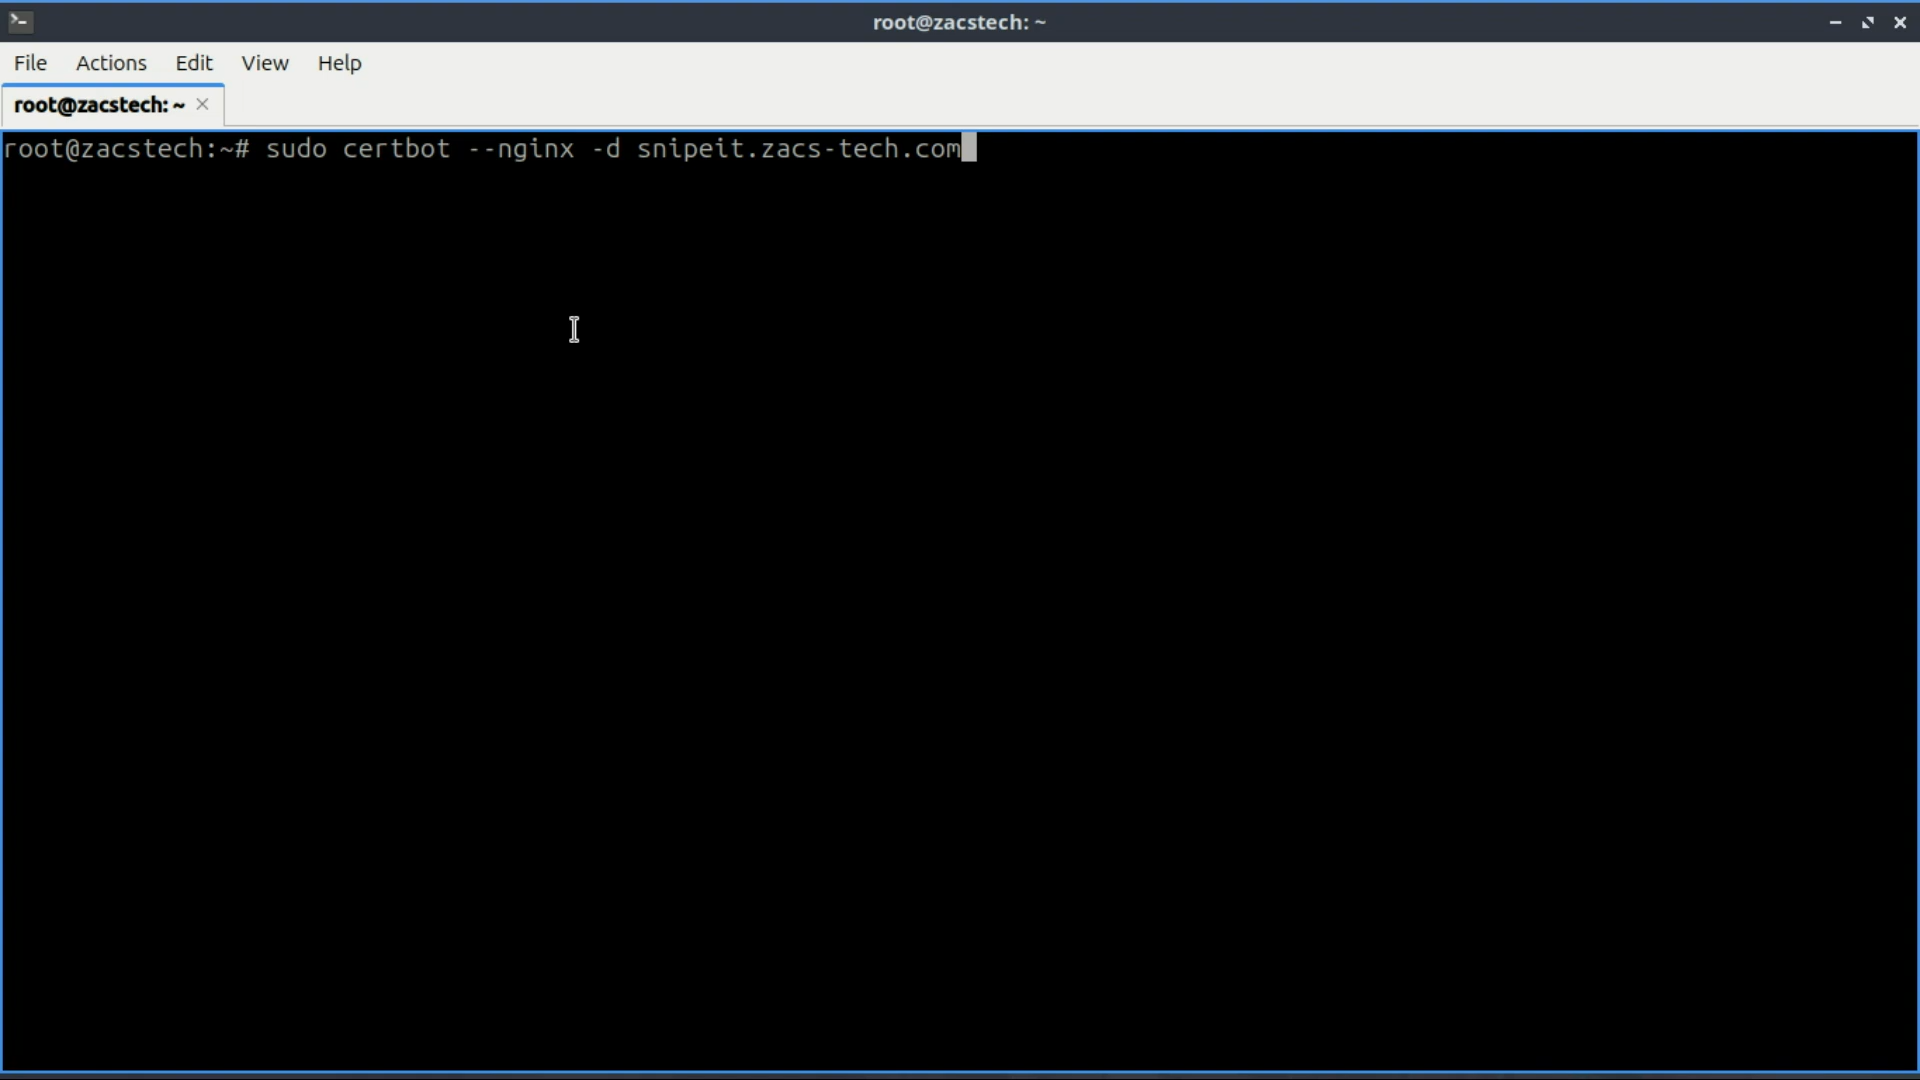 root@zacstech: ~
File Actions Edit View Help
root@zacstech: ~
root@zacstech:~# sudo certbot --nginx -d snipeit.zacs-tech.com